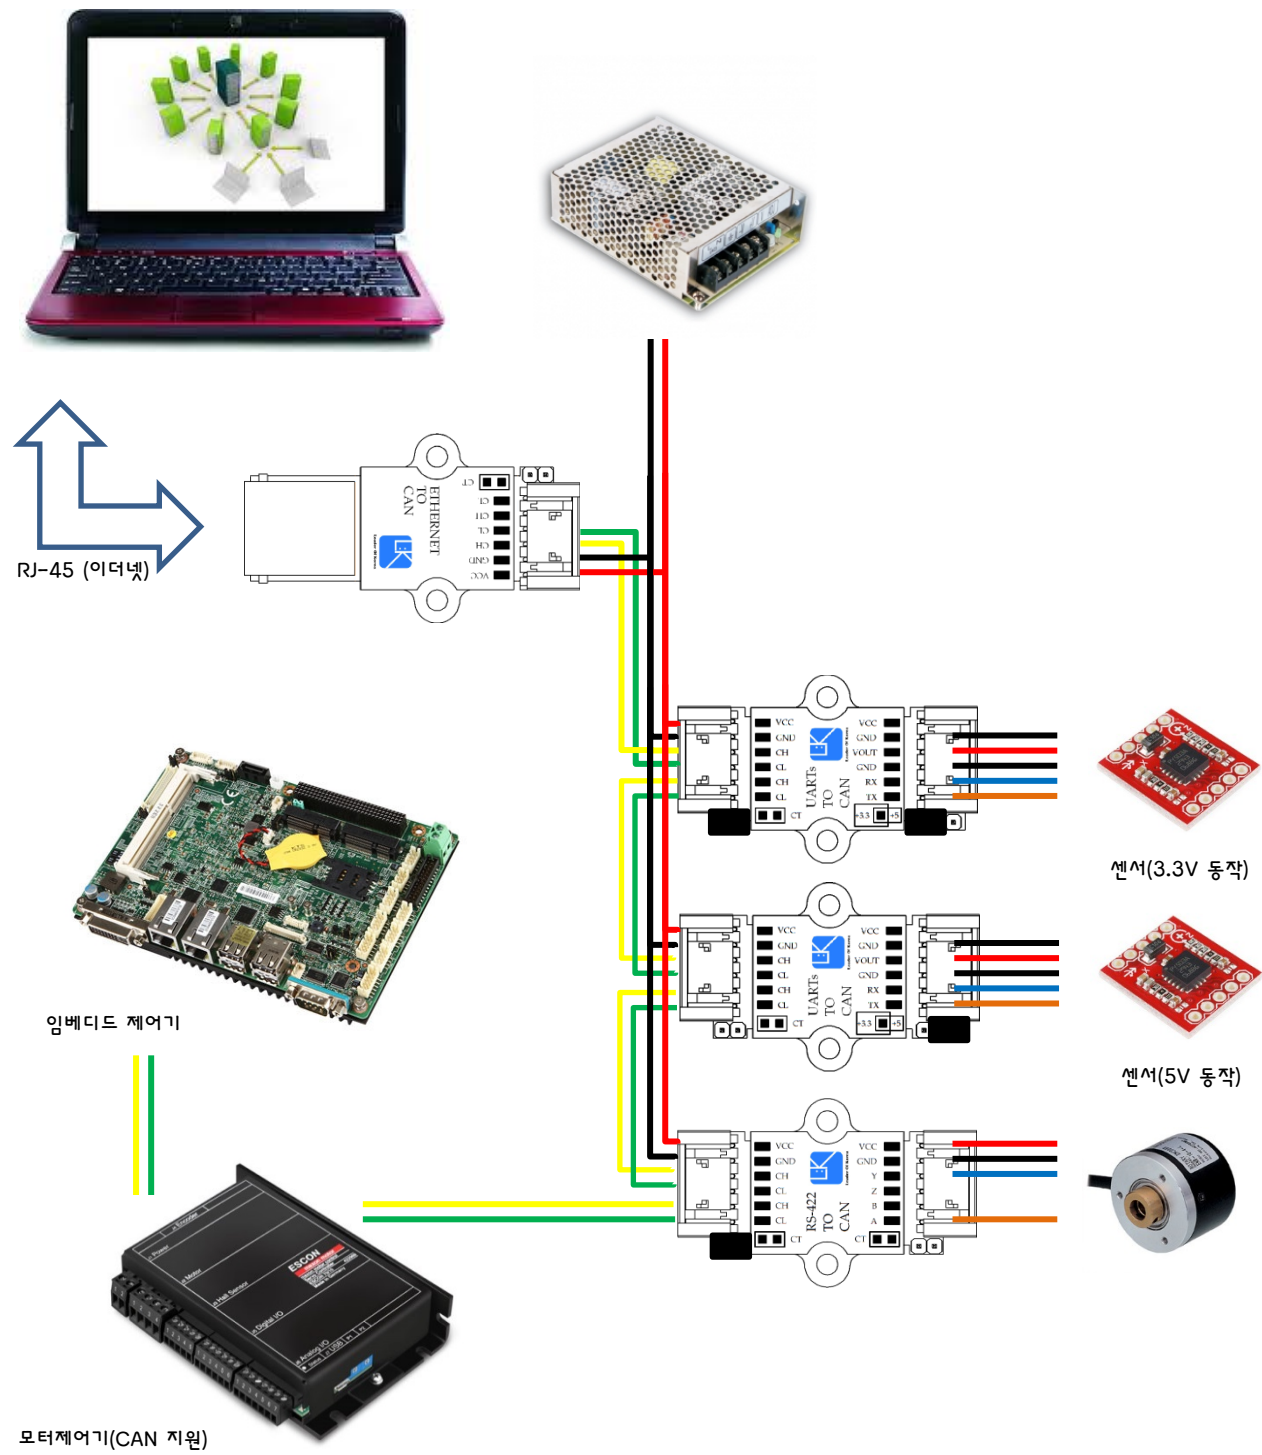 RJ-45 (이더넷)
CT
CL
CH
CL
CH
GND
VCC
ETHERNET
TO
CAN
VCC
GND
CH
CL
CH
CL
CT
UARTs
TO
CAN
VCC
GND
VOUT
GND
RX
TX
+3.3
+5
센서(3.3V 동작)
VCC
GND
CH
CL
CH
CL
CT
UARTs
TO
CAN
VCC
GND
VOUT
GND
RX
TX
+3.3
+5
센서(5V 동작)
임베디드 제어기
VCC
GND
CH
CL
CH
CL
CT
RS-422
TO
CAN
VCC
GND
Y
Z
B
A
CT
Encoder
Power
Motor
Hall Sensor
Digital I/O
Analog I/O
Status
USB
ESCON
maxon motor
모터제어기(CAN 지원)